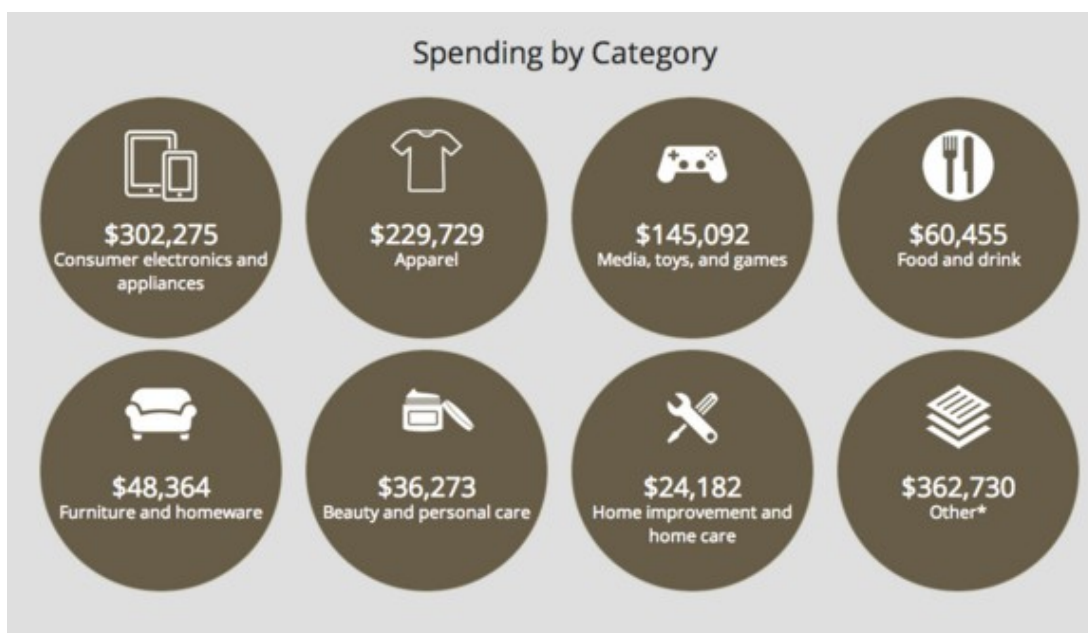 Spending by Category
$302,275
Consumer electronics and
appliances
$229,729
Apparel
$145,092
Media, toys, and games
$60,455
Food and drink
$48,364
Furniture and homeware
$36,273
Beauty and personal care
$24,182
Home improvement and
home care
$362,730
Other*